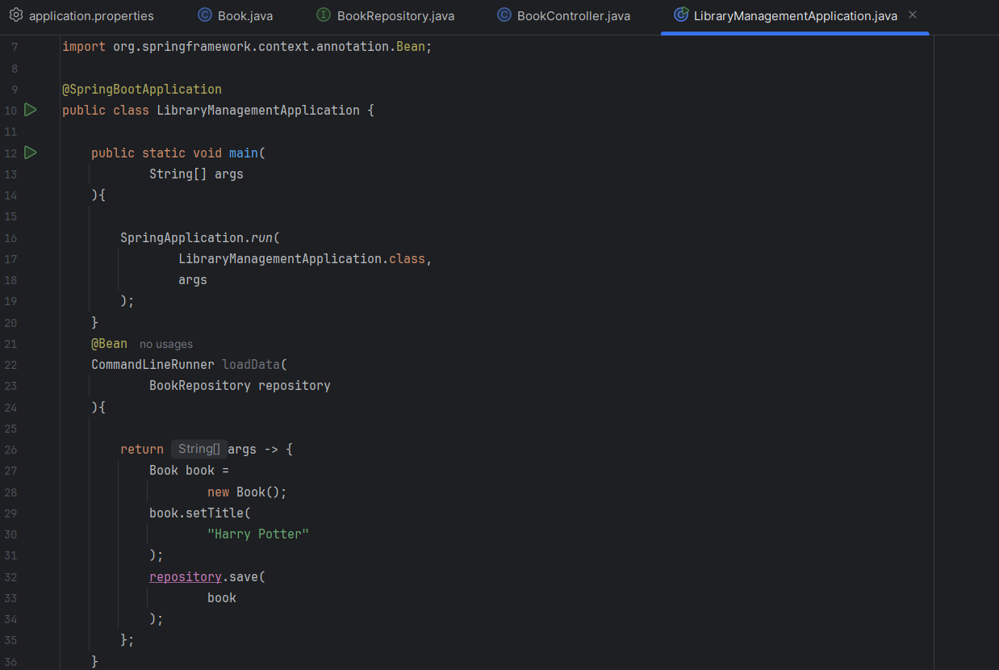 application.properties Book.java BookRepository.java BookController.java LibraryManagementApplication.java
7 import org.springframework.context.annotation.Bean;
8
9 @SpringBootApplication
10 public class LibraryManagementApplication {
11
12     public static void main(
13             String[] args
14     ){
15
16         SpringApplication.run(
17                 LibraryManagementApplication.class,
18                 args
19         );
20     }
21     @Bean no usages
22     CommandLineRunner loadData(
23             BookRepository repository
24     ){
25
26         return String[] args -> {
27             Book book =
28                     new Book();
29             book.setTitle(
30                     "Harry Potter"
31             );
32             repository.save(
33                     book
34             );
35         };
36     }